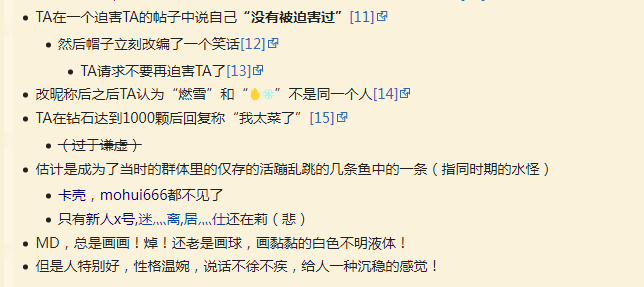 TA在一个迫害TA的帖子中说自己“没有被迫害过”[11]
然后帽子立刻改编了一个笑话[12]
TA请求不要再迫害TA了[13]
改昵称后之后TA认为“燃雪”和“🔥❄”不是同一个人[14]
TA在钻石达到1000颗后回复称“我太菜了”[15]
（过于谦虚）
估计是成为了当时的群体里的仅存的活蹦乱跳的几条鱼中的一条（指同时期的水怪）
卡壳，mohui666都不见了
只有新人x号,迷灬离,居灬仕还在莉（悲）
MD，总是画画！焯！还老是画球，画黏黏的白色不明液体！
但是人特别好，性格温婉，说话不徐不疾，给人一种沉稳的感觉！